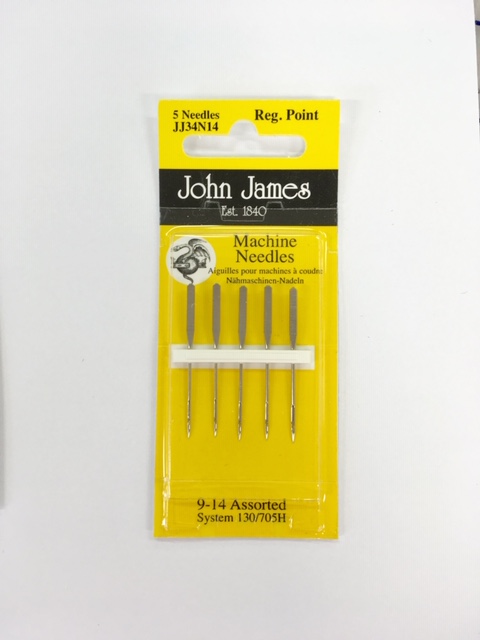 5 Needles
JJ34N14
Reg. Point
John James
Est. 1840
Machine
Needles
Aiguilles pour machines à coudre
Nähmaschinen-Nadeln
9-14 Assorted
System 130/705H